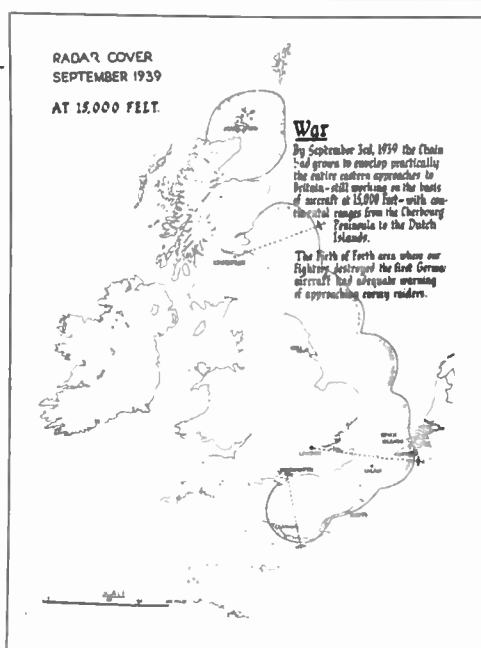 RADAR COVER
SEPTEMBER 1939
AT 15,000 FEET.
War
By September 3rd, 1939 the Chain
had grown to envelop practically
the entire eastern approaches to
Britain - still working on the basis
of aircraft at 15,000 Feet - with con-
tinental ranges from the Cherbourg
Peninsula to the Dutch
Islands.
The Firth of Forth area where our
Fighters destroyed the first German
aircraft had adequate warning
of approaching enemy raiders.